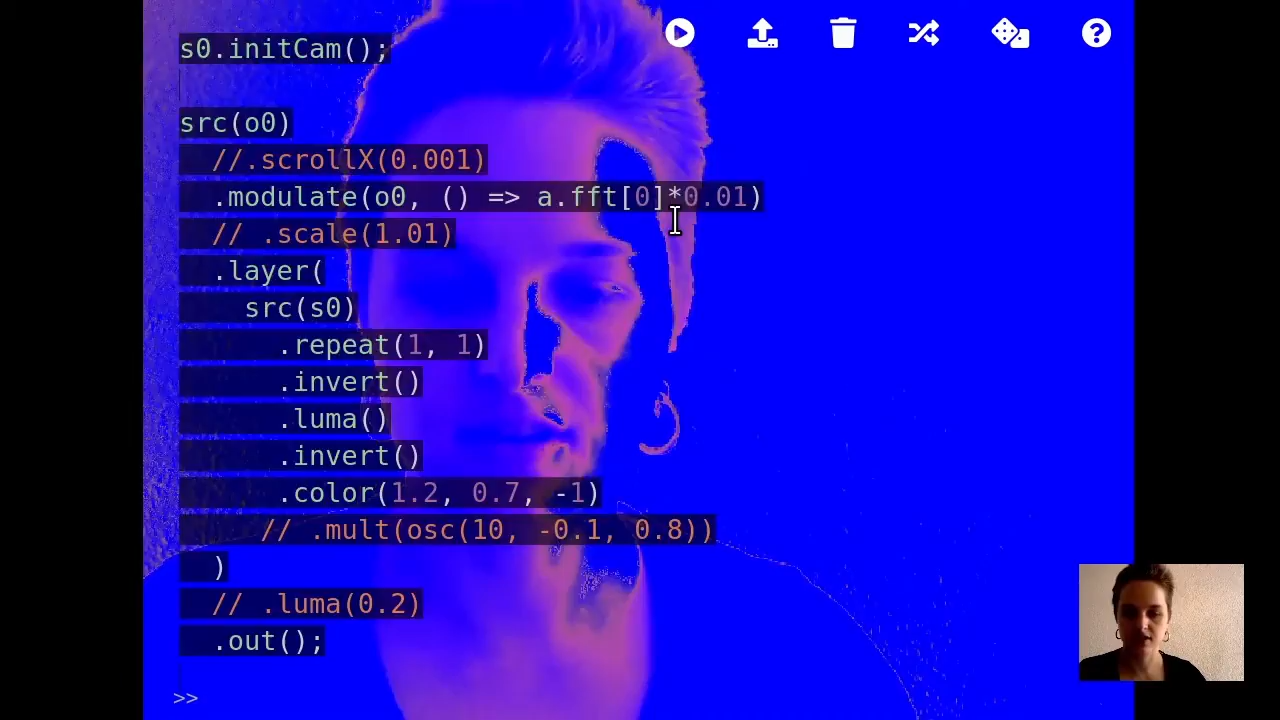 s0.initCam();
src(o0)
//.scrollX(0.001)
.modulate(o0, () => a.fft[0]*0.01)
// .scale(1.01)
.layer(
src(s0)
.repeat(1, 1)
.invert()
.luma()
.invert()
.color(1.2, 0.7, -1)
// .mult(osc(10, -0.1, 0.8))
)
// .luma(0.2)
.out();
>>